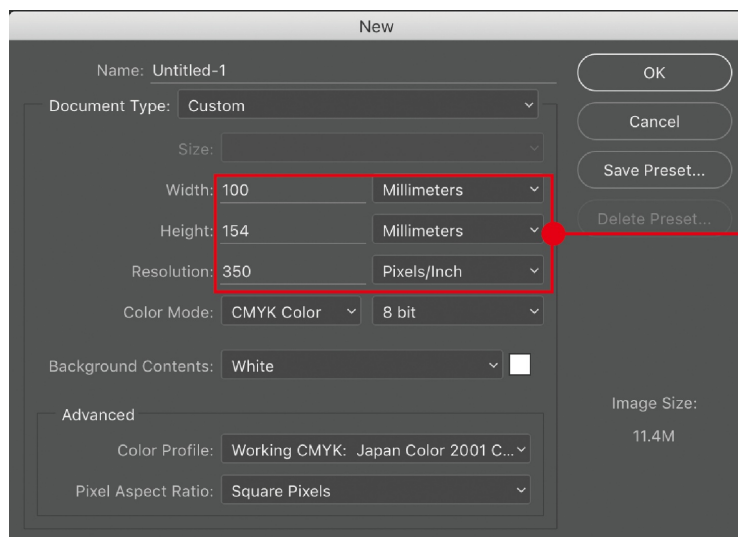 New
Name: Untitled-1
OK
Document Type: Custom
Cancel
Size:
Save Preset...
Width: 100 Millimeters
Height: 154 Millimeters
Delete Preset...
Resolution: 350 Pixels/Inch
Color Mode: CMYK Color 8 bit
Background Contents: White
Image Size:
11.4M
Advanced
Color Profile: Working CMYK: Japan Color 2001 C...
Pixel Aspect Ratio: Square Pixels